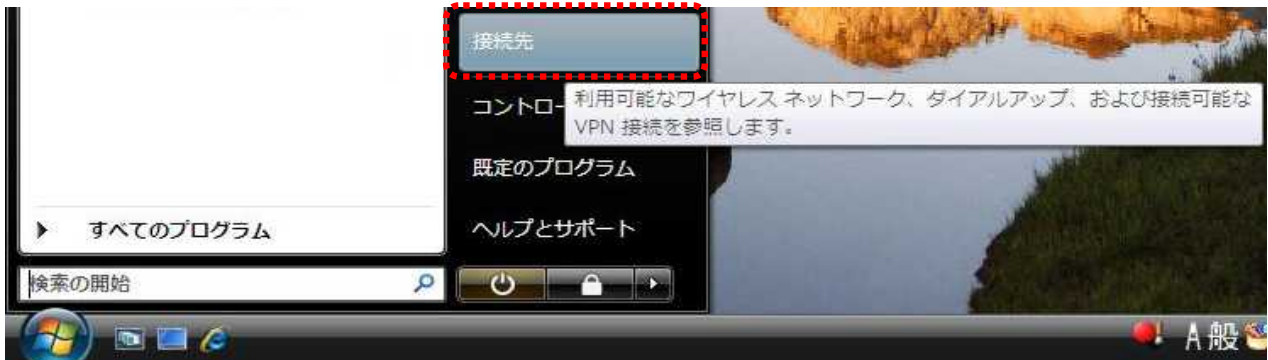 接続先
コントロー
利用可能なワイヤレス ネットワーク、ダイアルアップ、および接続可能な
VPN 接続を参照します。
既定のプログラム
すべてのプログラム
ヘルプとサポート
検索の開始
A 般